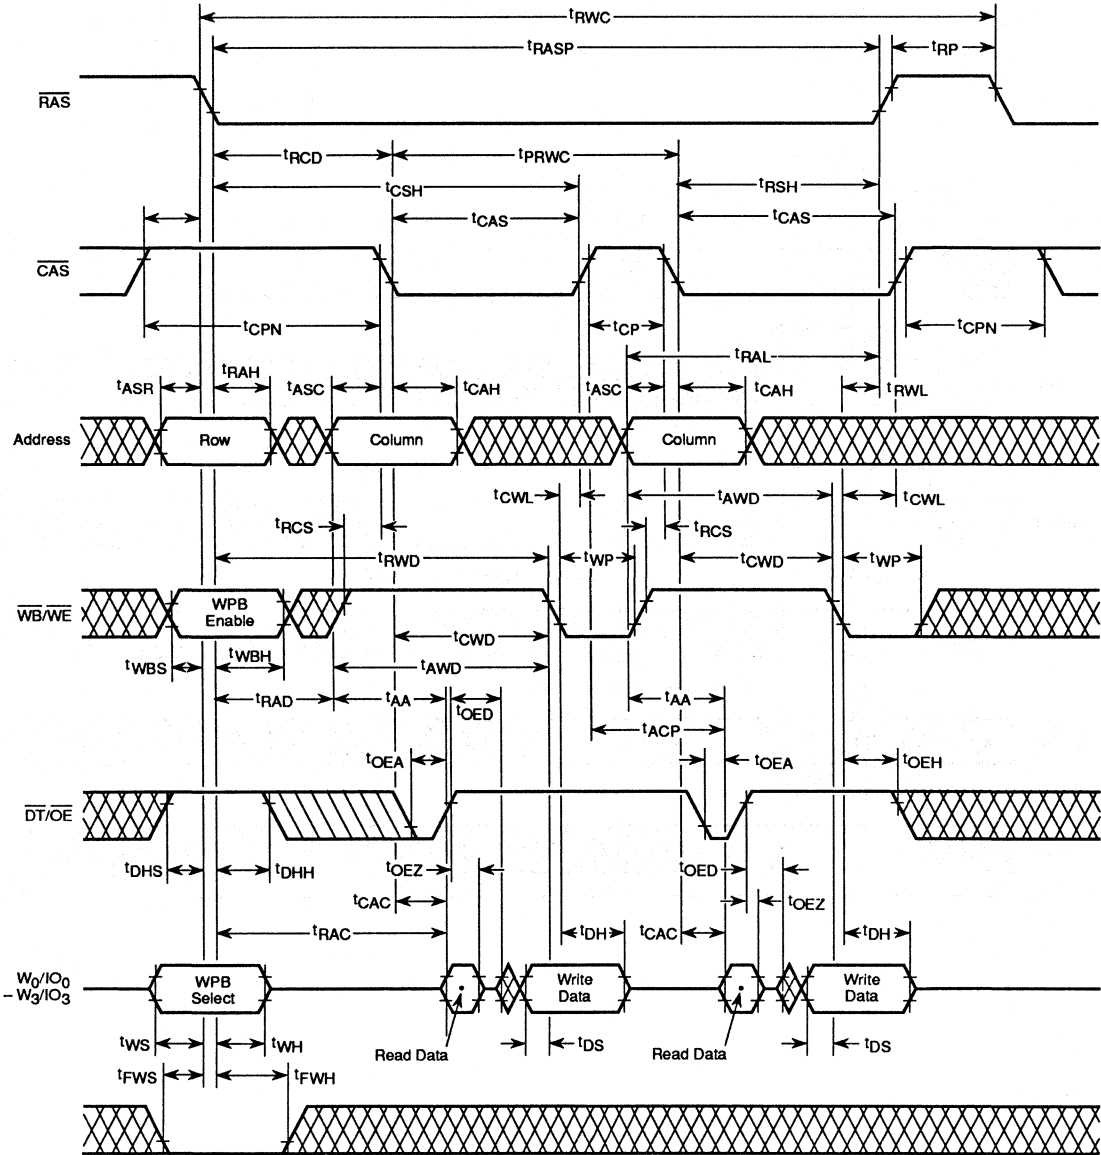 tRWC
tRASP
tRP
RAS
tRCD
tPRWC
tCSH
tRSH
tCAS
tCAS
CAS
tCPN
tCP
tCPN
tRAL
tASR
tRAH
tASC
tCAH
tASC
tCAH
tRWL
Address
Row
Column
Column
tCWL
tAWD
tCWL
tRCS
tRCS
tRWD
tWP
tCWD
tWP
WB/WE
WPB
Enable
tCWD
tWBS
tWBH
tAWD
tRAD
tAA
tOED
tAA
tACP
tOEA
tOEA
tOEH
DT/OE
tDHS
tDHH
tOEZ
tOED
tCAC
tOEZ
tRAC
tDH
tCAC
tDH
W0/IO0
– W3/IO3
WPB
Select
Write
Data
Write
Data
tWS
tWH
Read Data
tDS
Read Data
tDS
tFWS
tFWH